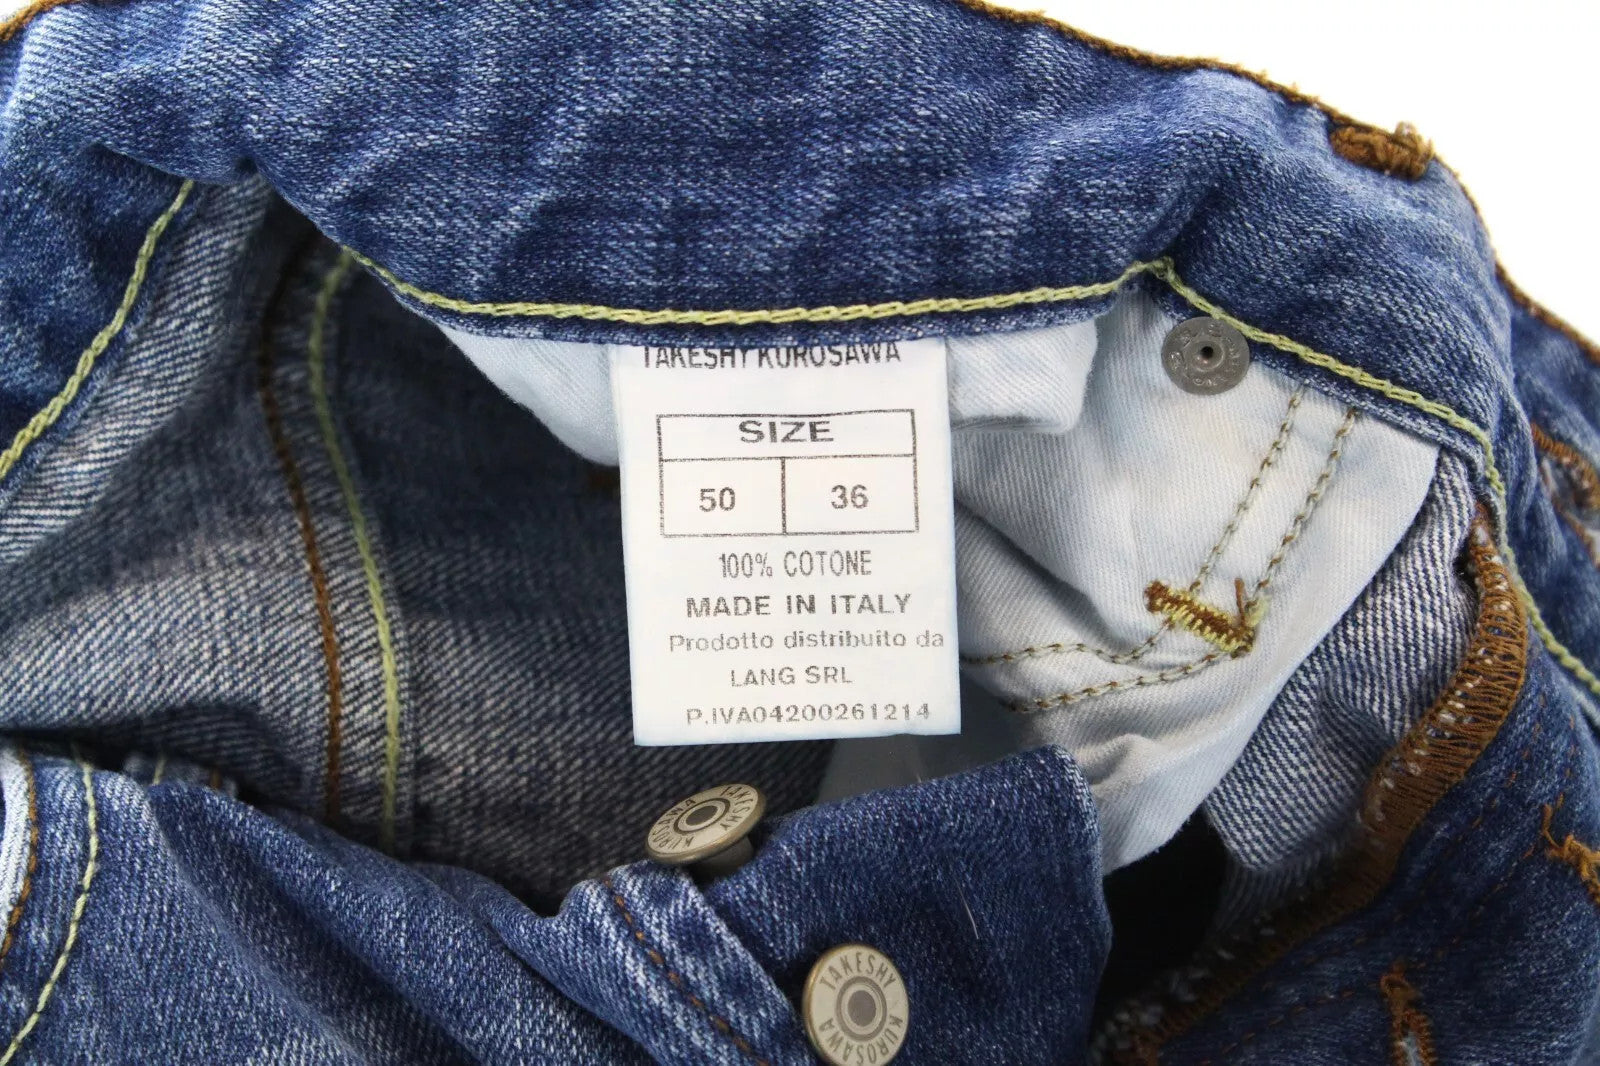 TAKESHY KUROSAWA
SIZE
50 36
100% COTONE
MADE IN ITALY
Prodotto distribuito da
LANG SRL
P.IVA04200261214
TAKESHY KUROSAWA
TAKESHY KUROSAWA